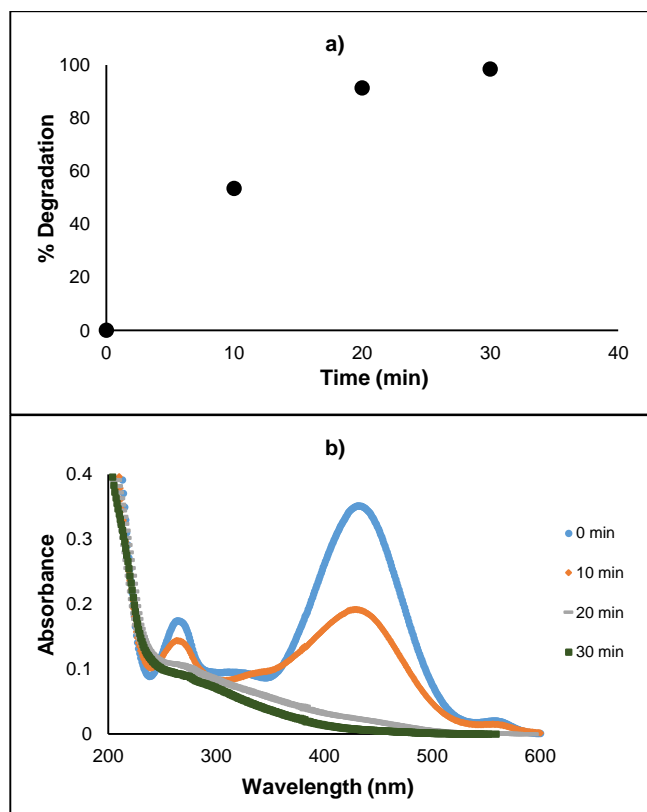 a)
100
80
60
40
20
0
% Degradation
0 10 20 30 40
Time (min)
b)
0.4
0.3
0.2
0.1
0
Absorbance
0 min
10 min
20 min
30 min
200 300 400 500 600
Wavelength (nm)